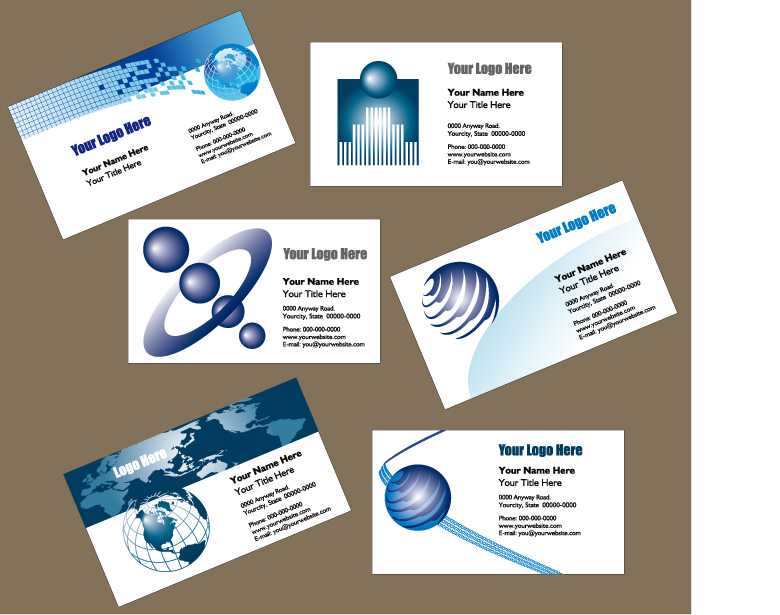 Your Logo Here
Your Name Here
Your Title Here
0000 Anyway Road.
Yourcity, State 00000-0000
Phone: 000-000-0000
www.yourwebsite.com
E-mail: you@yourwebsite.com
Your Logo Here
Your Name Here
Your Title Here
0000 Anyway Road.
Yourcity, State 00000-0000
Phone: 000-000-0000
www.yourwebsite.com
E-mail: you@yourwebsite.com
Your Logo Here
Your Name Here
Your Title Here
0000 Anyway Road.
Yourcity, State 00000-0000
Phone: 000-000-0000
www.yourwebsite.com
E-mail: you@yourwebsite.com
Your Logo Here
Your Name Here
Your Title Here
0000 Anyway Road.
Yourcity, State 00000-0000
Phone: 000-000-0000
www.yourwebsite.com
E-mail: you@yourwebsite.com
Logo Here
Your Name Here
Your Title Here
0000 Anyway Road.
Yourcity, State 00000-0000
Phone: 000-000-0000
www.yourwebsite.com
E-mail: you@yourwebsite.com
Your Logo Here
Your Name Here
Your Title Here
0000 Anyway Road.
Yourcity, State 00000-0000
Phone: 000-000-0000
www.yourwebsite.com
E-mail: you@yourwebsite.com